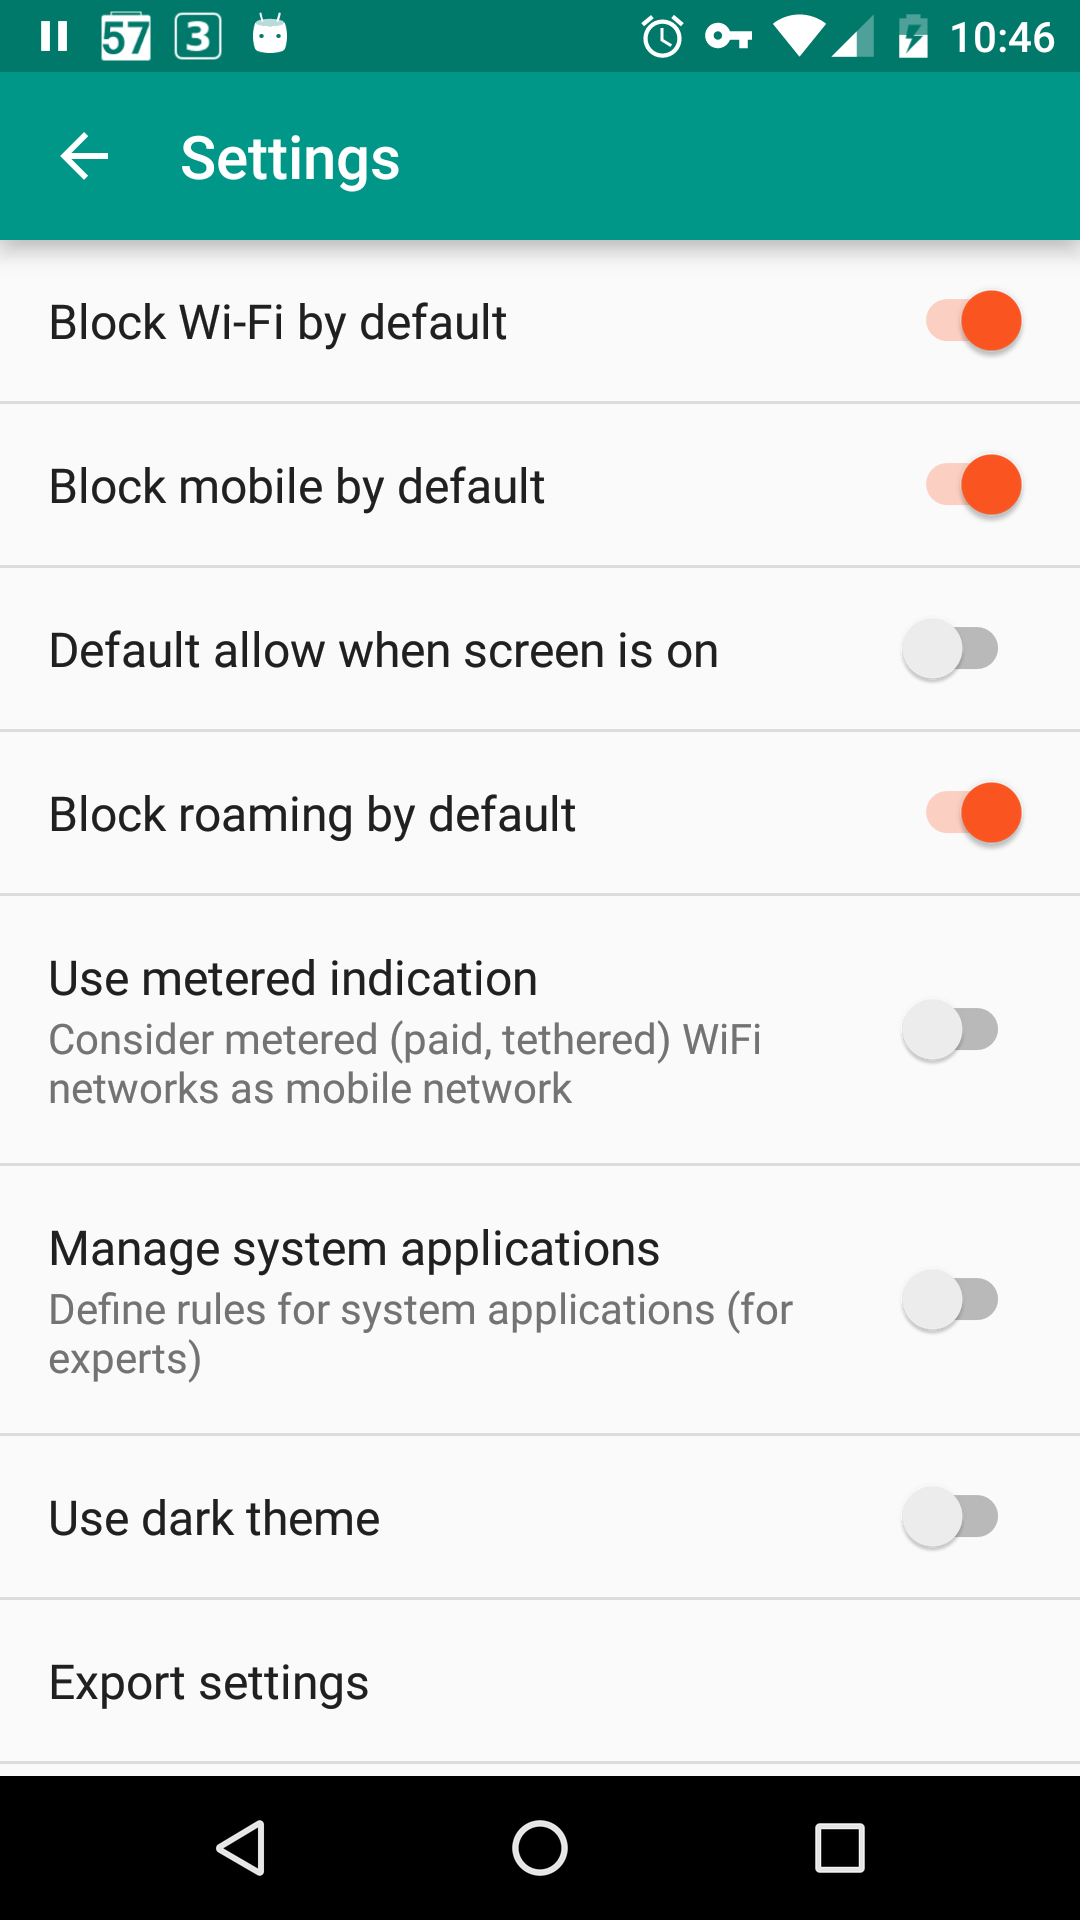 57 3 10:46
Settings
Block Wi-Fi by default
Block mobile by default
Default allow when screen is on
Block roaming by default
Use metered indication
Consider metered (paid, tethered) WiFi
networks as mobile network
Manage system applications
Define rules for system applications (for
experts)
Use dark theme
Export settings